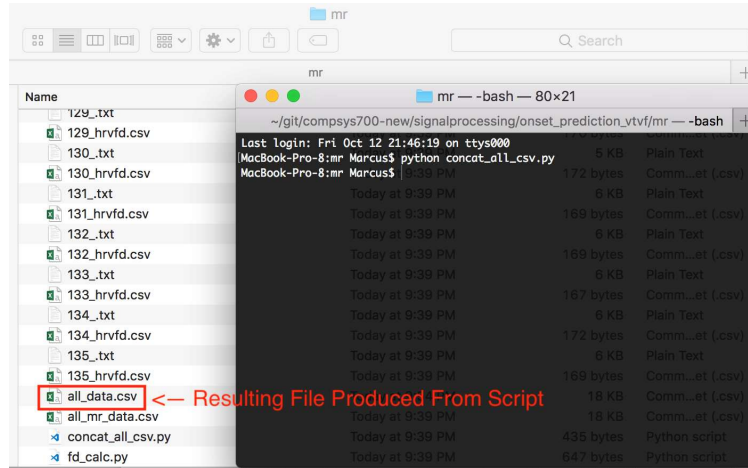 mr
Search
mr
Name
mr — -bash — 80×21
~/git/compsys700-new/signalprocessing/onset_prediction_vtvf/mr — -bash
Last login: Fri Oct 12 21:46:19 on ttys000
[MacBook-Pro-8:mr Marcus$ python concat_all_csv.py
MacBook-Pro-8:mr Marcus$
129_.txt
129_hrvfd.csv
130_.txt Today at 9:39 PM 5 KB Plain Text
130_hrvfd.csv Today at 9:39 PM 172 bytes Comm...et (.csv)
131_.txt Today at 9:39 PM 6 KB Plain Text
131_hrvfd.csv Today at 9:39 PM 169 bytes Comm...et (.csv)
132_.txt Today at 9:39 PM 6 KB Plain Text
132_hrvfd.csv Today at 9:39 PM 169 bytes Comm...et (.csv)
133_.txt Today at 9:39 PM 6 KB Plain Text
133_hrvfd.csv Today at 9:39 PM 167 bytes Comm...et (.csv)
134_.txt Today at 9:39 PM 6 KB Plain Text
134_hrvfd.csv Today at 9:39 PM 172 bytes Comm...et (.csv)
135_.txt Today at 9:39 PM 6 KB Plain Text
135_hrvfd.csv Today at 9:39 PM 169 bytes Comm...et (.csv)
all_data.csv <— Resulting File Produced From Script 18 KB Comm...et (.csv)
all_mr_data.csv Today at 9:39 PM 18 KB Comm...et (.csv)
concat_all_csv.py Today at 9:39 PM 435 bytes Python script
fd_calc.py Today at 9:39 PM 647 bytes Python script